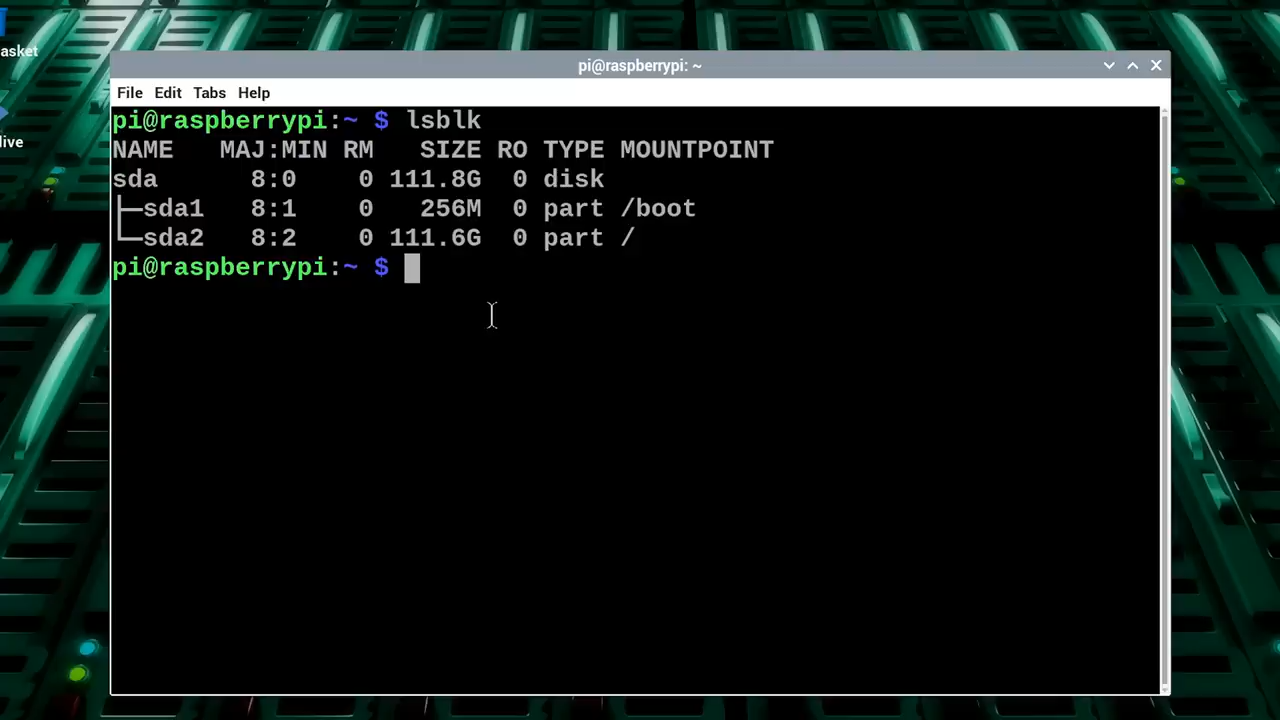 asket
live
pi@raspberrypi: ~
File Edit Tabs Help
pi@raspberrypi:~ $ lsblk
NAME   MAJ:MIN RM   SIZE RO TYPE MOUNTPOINT
sda      8:0    0 111.8G  0 disk
├─sda1   8:1    0   256M  0 part /boot
└─sda2   8:2    0 111.6G  0 part /
pi@raspberrypi:~ $